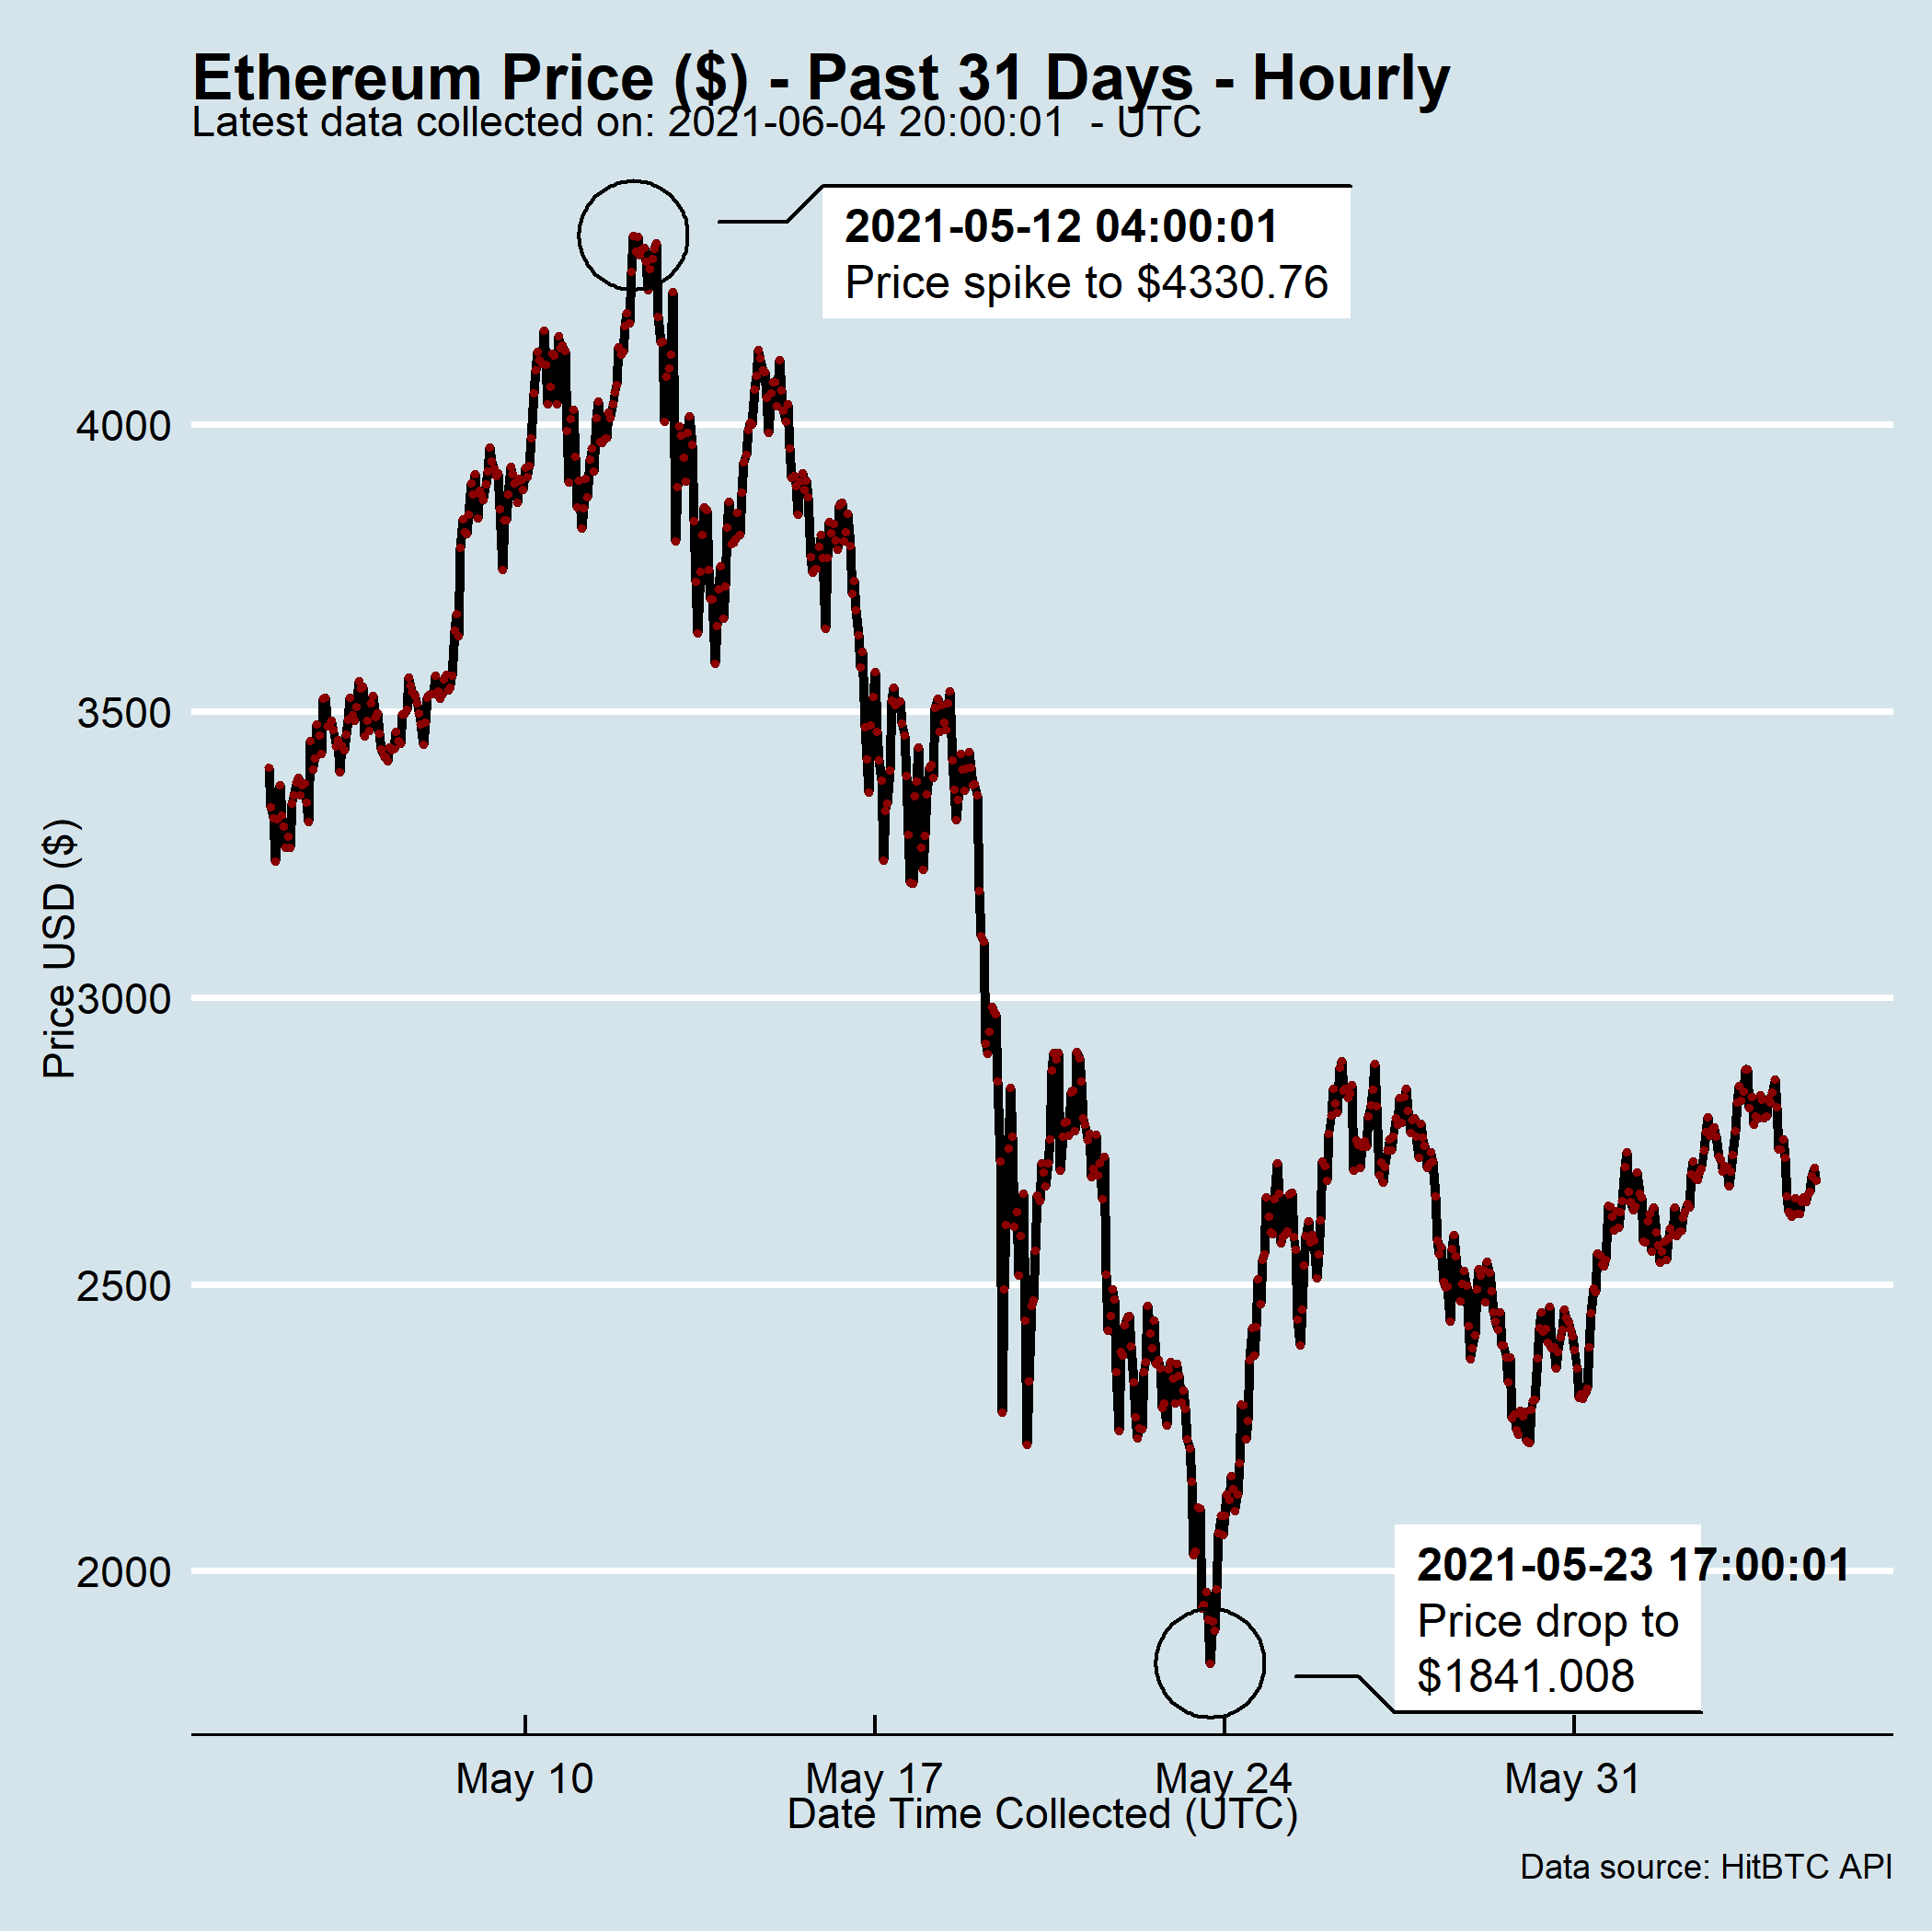 Ethereum Price ($) - Past 31 Days - Hourly
Latest data collected on: 2021-06-04 20:00:01  - UTC
2021-05-12 04:00:01
Price spike to $4330.76
4000
3500
3000
2500
2000
Price USD ($)
2021-05-23 17:00:01
Price drop to
$1841.008
May 10
May 17
May 24
May 31
Date Time Collected (UTC)
Data source: HitBTC API